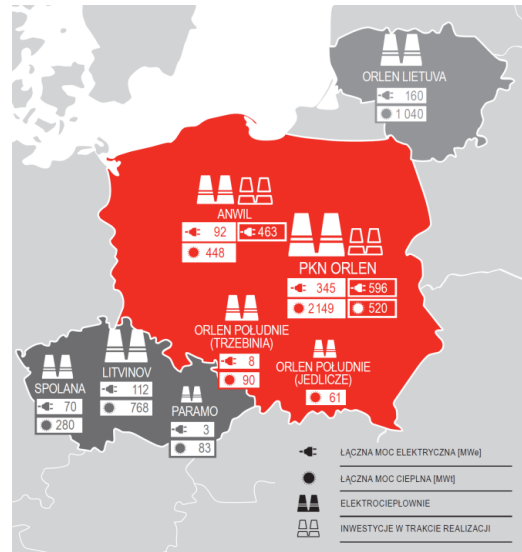 ORLEN LIETUVA
160
1 040
ANWIL
92 463
448
PKN ORLEN
345 596
2149 520
ORLEN POŁUDNIE
(TRZEBINIA)
8
90
ORLEN POŁUDNIE
(JEDLICZE)
61
LITVINOV
112
768
SPOLANA
70
280
PARAMO
3
83
ŁĄCZNA MOC ELEKTRYCZNA [MWe]
ŁĄCZNA MOC CIEPLNA [MWt]
ELEKTROCIEPŁOWNIE
INWESTYCJE W TRAKCIE REALIZACJI